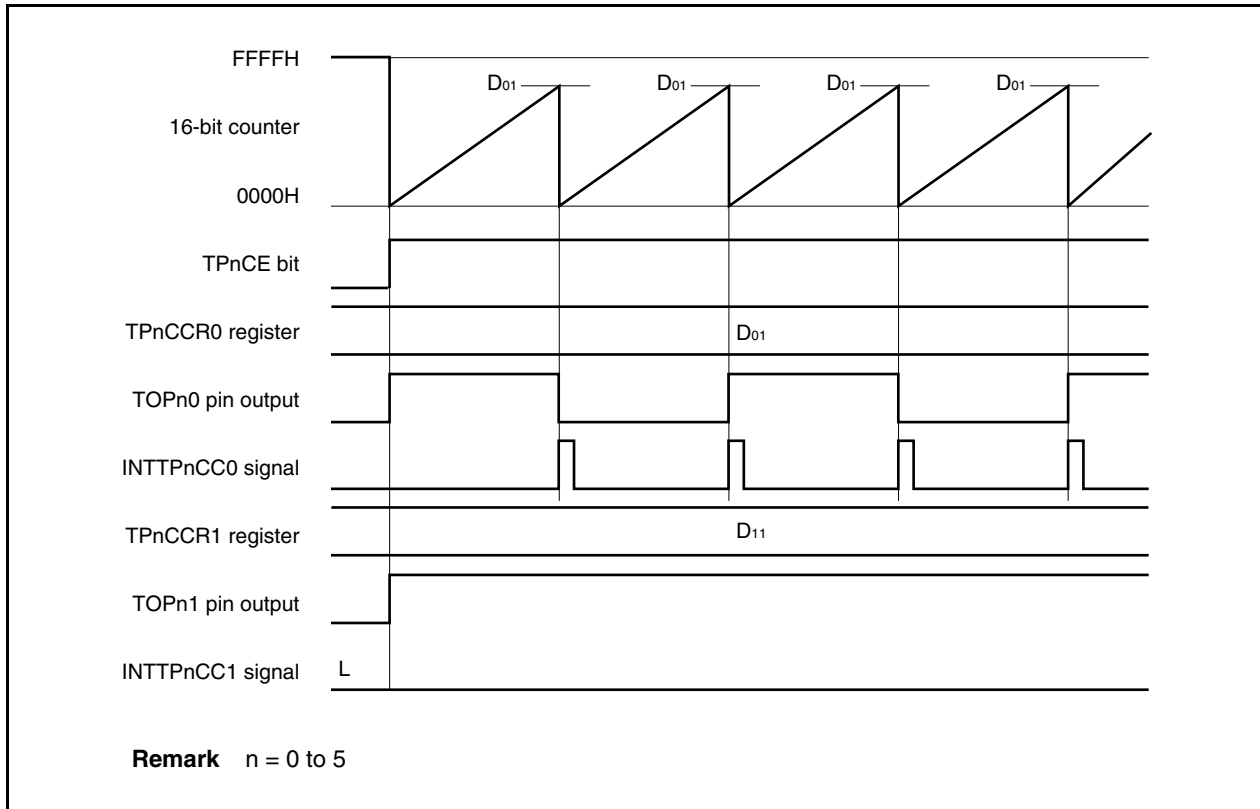 FFFFH
D01 D01 D01 D01
16-bit counter
0000H
TPnCE bit
TPnCCR0 register D01
TOPn0 pin output
INTTPnCC0 signal
TPnCCR1 register D11
TOPn1 pin output
INTTPnCC1 signal L
Remark n = 0 to 5